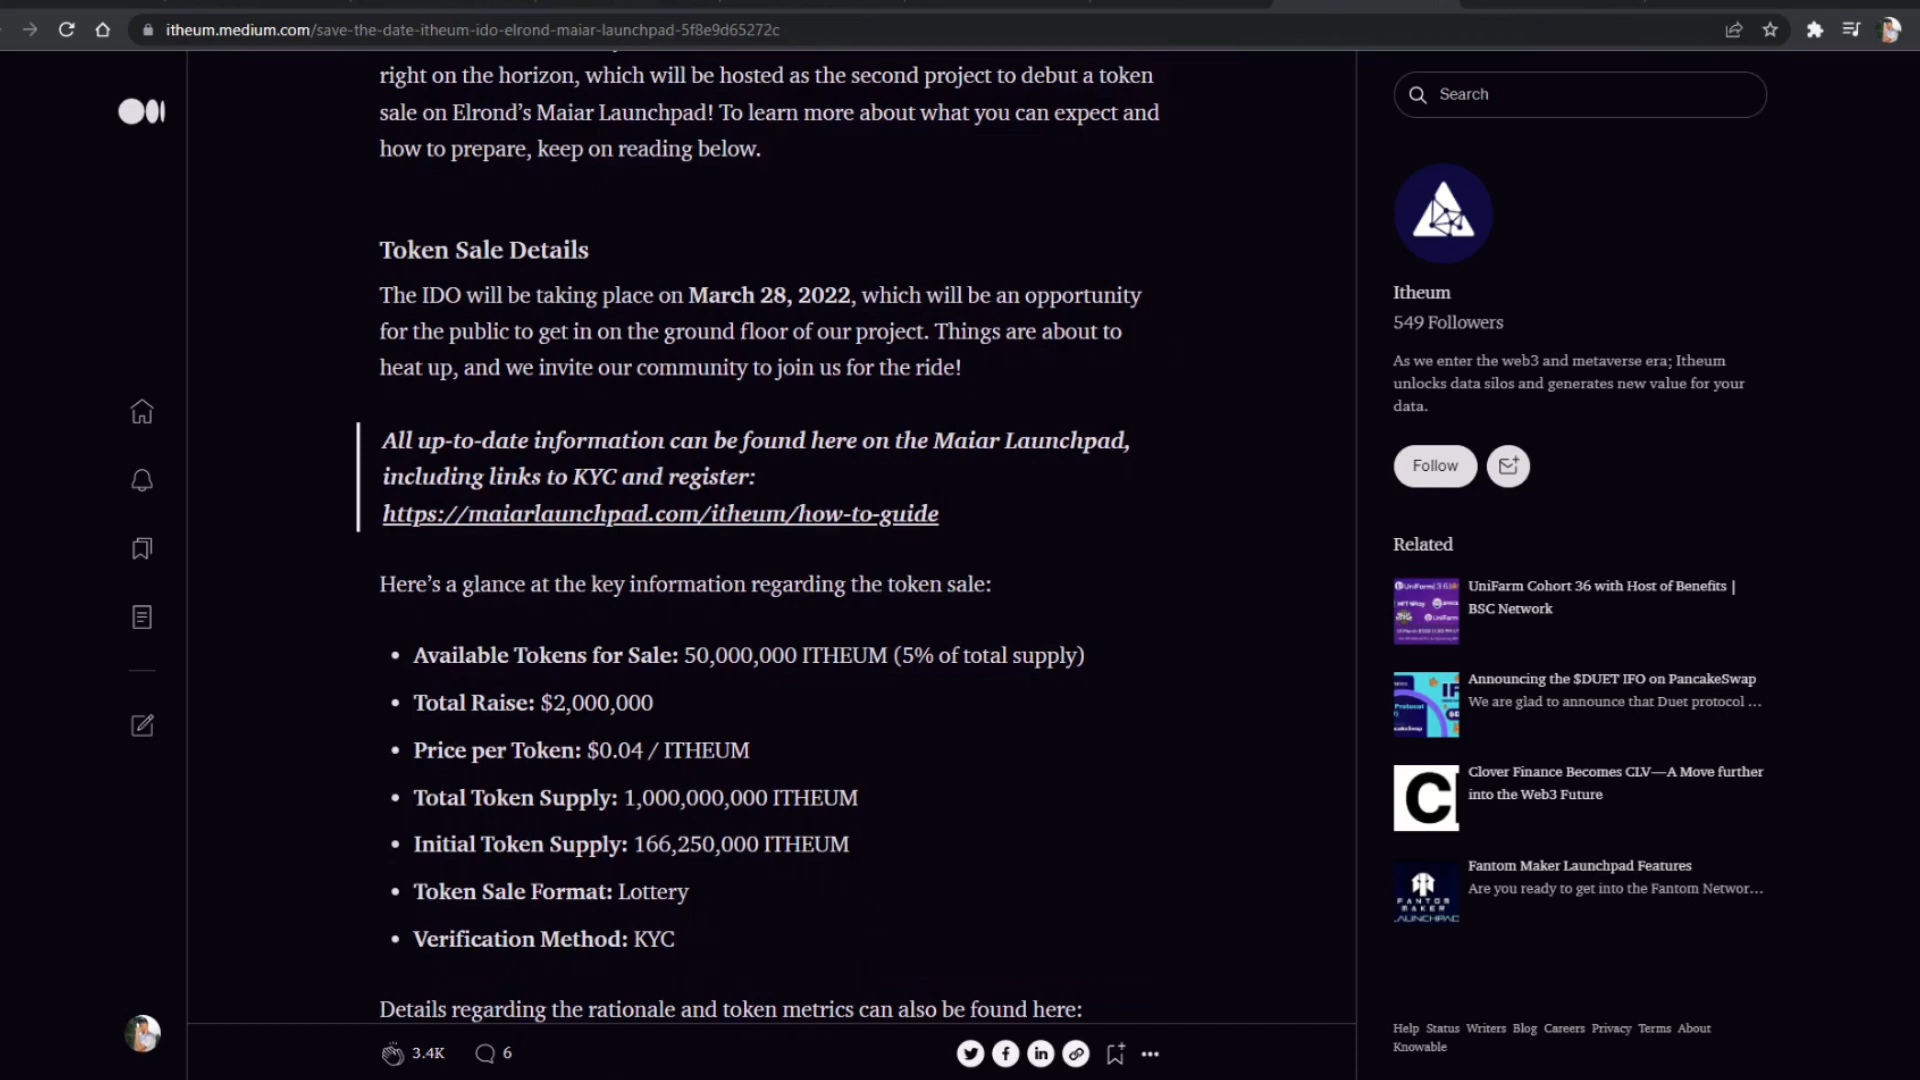 itheum.medium.com/save-the-date-itheum-ido-elrond-maiar-launchpad-5f8e9d65272c
right on the horizon, which will be hosted as the second project to debut a token
sale on Elrond’s Maiar Launchpad! To learn more about what you can expect and
how to prepare, keep on reading below.
Token Sale Details
The IDO will be taking place on March 28, 2022, which will be an opportunity
for the public to get in on the ground floor of our project. Things are about to
heat up, and we invite our community to join us for the ride!
All up-to-date information can be found here on the Maiar Launchpad,
including links to KYC and register:
https://maiarlaunchpad.com/itheum/how-to-guide
Here’s a glance at the key information regarding the token sale:
• Available Tokens for Sale: 50,000,000 ITHEUM (5% of total supply)
• Total Raise: $2,000,000
• Price per Token: $0.04 / ITHEUM
• Total Token Supply: 1,000,000,000 ITHEUM
• Initial Token Supply: 166,250,000 ITHEUM
• Token Sale Format: Lottery
• Verification Method: KYC
Details regarding the rationale and token metrics can also be found here:
3.4K
6
Search
Itheum
549 Followers
As we enter the web3 and metaverse era; Itheum
unlocks data silos and generates new value for your
data.
Follow
Related
UniFarm Cohort 36 with Host of Benefits |
BSC Network
Announcing the $DUET IFO on PancakeSwap
We are glad to announce that Duet protocol …
Clover Finance Becomes CLV—A Move further
into the Web3 Future
C
Fantom Maker Launchpad Features
Are you ready to get into the Fantom Networ…
FANTOM
MAKER
LAUNCHPAD
Help Status Writers Blog Careers Privacy Terms About
Knowable